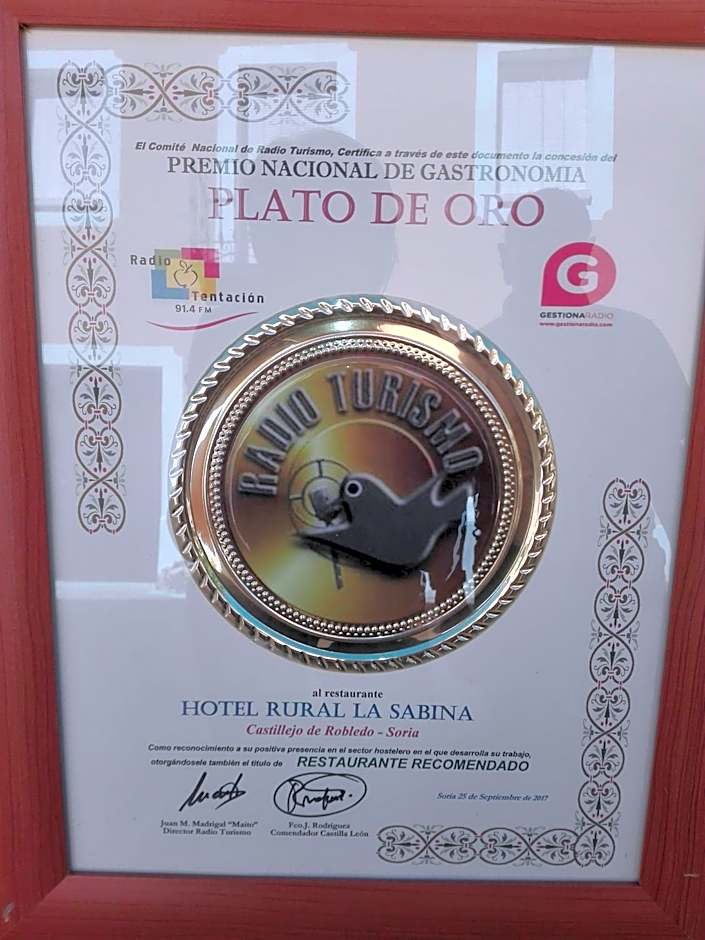 El Comité Nacional de Radio Turismo, Certifica a través de este documento la concesión del
PREMIO NACIONAL DE GASTRONOMIA
PLATO DE ORO
Radio
Tentación
91.4 FM
G
GESTIONARADIO
www.gestionaradio.com
RADIO TURISMO
al restaurante
HOTEL RURAL LA SABINA
Castillejo de Robledo - Soria
Como reconocimiento a su positiva presencia en el sector hostelero en el que desarrolla su trabajo,
otorgándosele también el título de RESTAURANTE RECOMENDADO
Soria 25 de Septiembre de 2017
Juan M. Madrigal "Maito"
Director Radio Turismo
Fco.J. Rodríguez
Comendador Castilla León